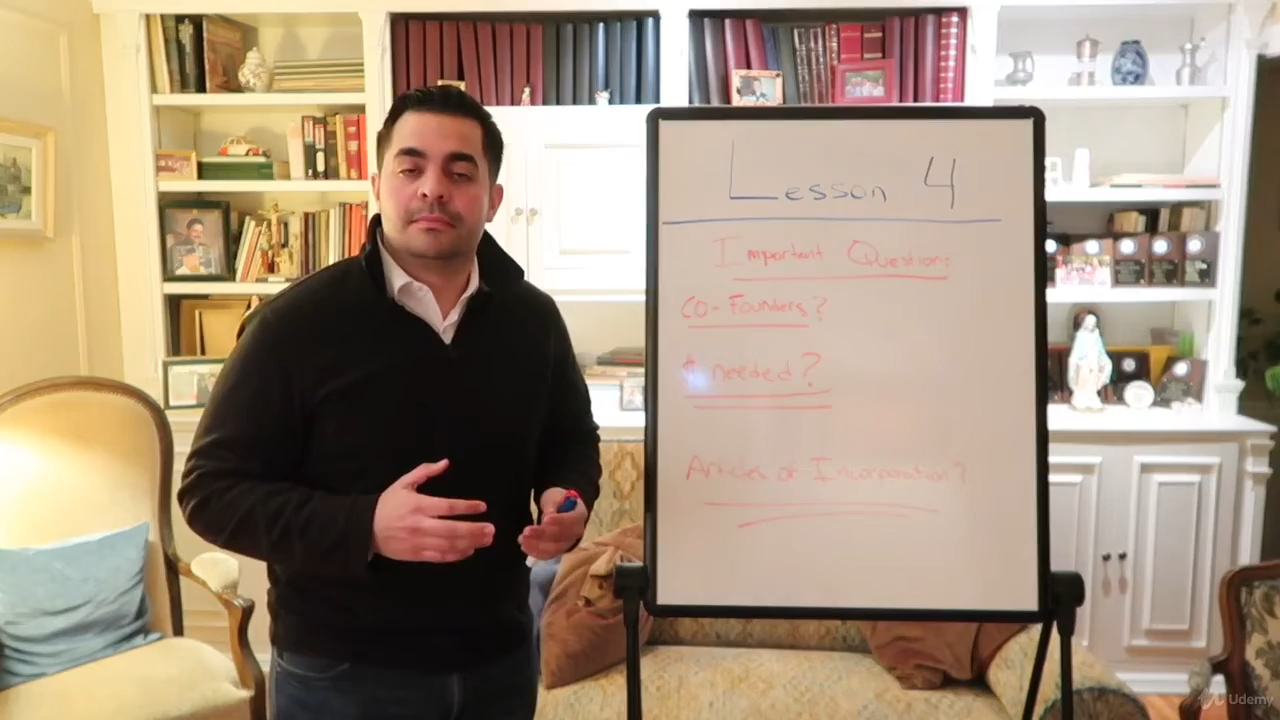 Lesson 4
Important Questions
CO-Founders?
$ needed?
Articles of Incorporation?
Udemy